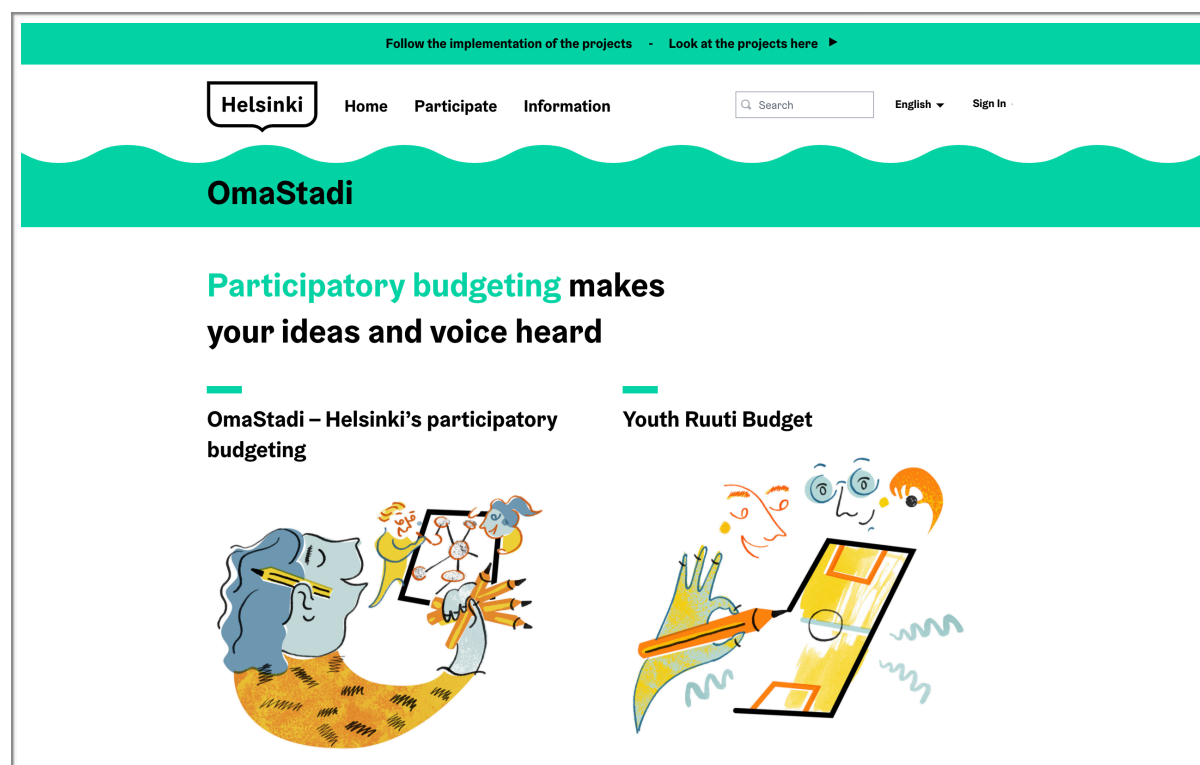 Follow the implementation of the projects - Look at the projects here
Helsinki
Home Participate Information
Search
English
Sign In
OmaStadi
Participatory budgeting makes
your ideas and voice heard
OmaStadi – Helsinki's participatory
budgeting
Youth Ruuti Budget